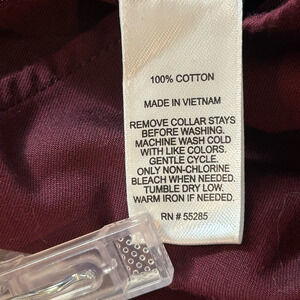 100% COTTON
MADE IN VIETNAM
REMOVE COLLAR STAYS
BEFORE WASHING.
MACHINE WASH COLD
WITH LIKE COLORS.
GENTLE CYCLE.
ONLY NON-CHLORINE
BLEACH WHEN NEEDED.
TUMBLE DRY LOW.
WARM IRON IF NEEDED.
RN # 55285